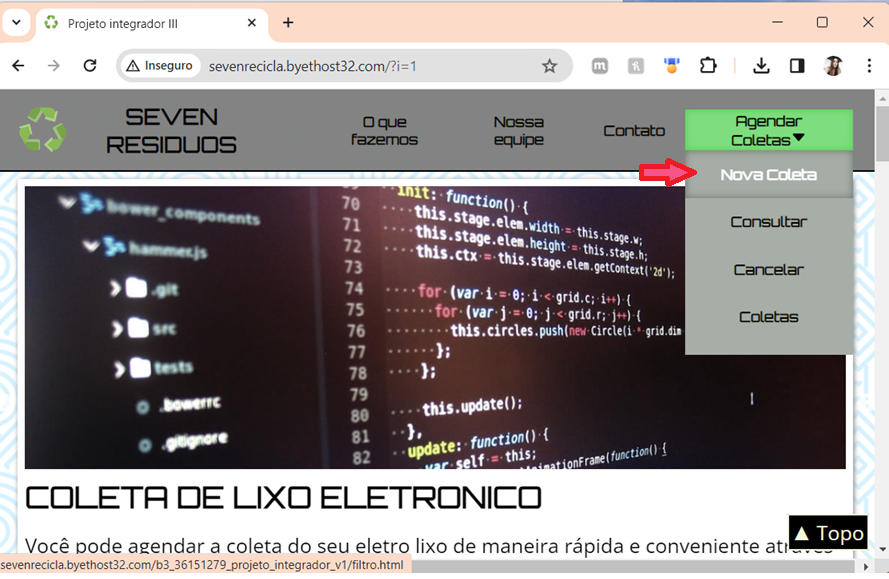 Projeto integrador III
Inseguro
sevenrecicla.byethost32.com/?i=1
SEVEN
RESIDUOS
O que
fazemos
Nossa
equipe
Contato
Agendar
Coletas
Nova Coleta
Consultar
Cancelar
Coletas
bower_components
hammer.js
.git
src
tests
.bowerrc
.gitignore
init: function() {
70 this.stage.elem.width = this.stage.w;
71 this.stage.elem.height = this.stage.h;
72 this.ctx = this.stage.elem.getContext('2d');
73
74 for (var i = 0; i < grid.c; i++) {
75 for (var j = 0; j < grid.r; j++) {
76 this.circles.push(new Circle(i * grid.dim
77 };
78 };
79
80 this.update();
81 },
82 update: function() {
var self = this;
AnimationFrame(function() {
COLETA DE LIXO ELETRONICO
Você pode agendar a coleta do seu eletro lixo de maneira rápida e conveniente através
▲ Topo
sevenrecicla.byethost32.com/b3_36151279_projeto_integrador_v1/filtro.html